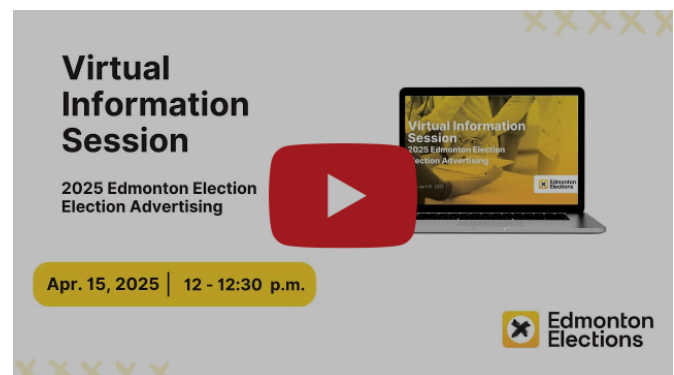 Virtual
Information
Session
2025 Edmonton Election
Election Advertising
Apr. 15, 2025 | 12 - 12:30 p.m.
Virtual Information
Session
2025 Edmonton Election
Election Advertising
Edmonton
Elections
Edmonton
Elections